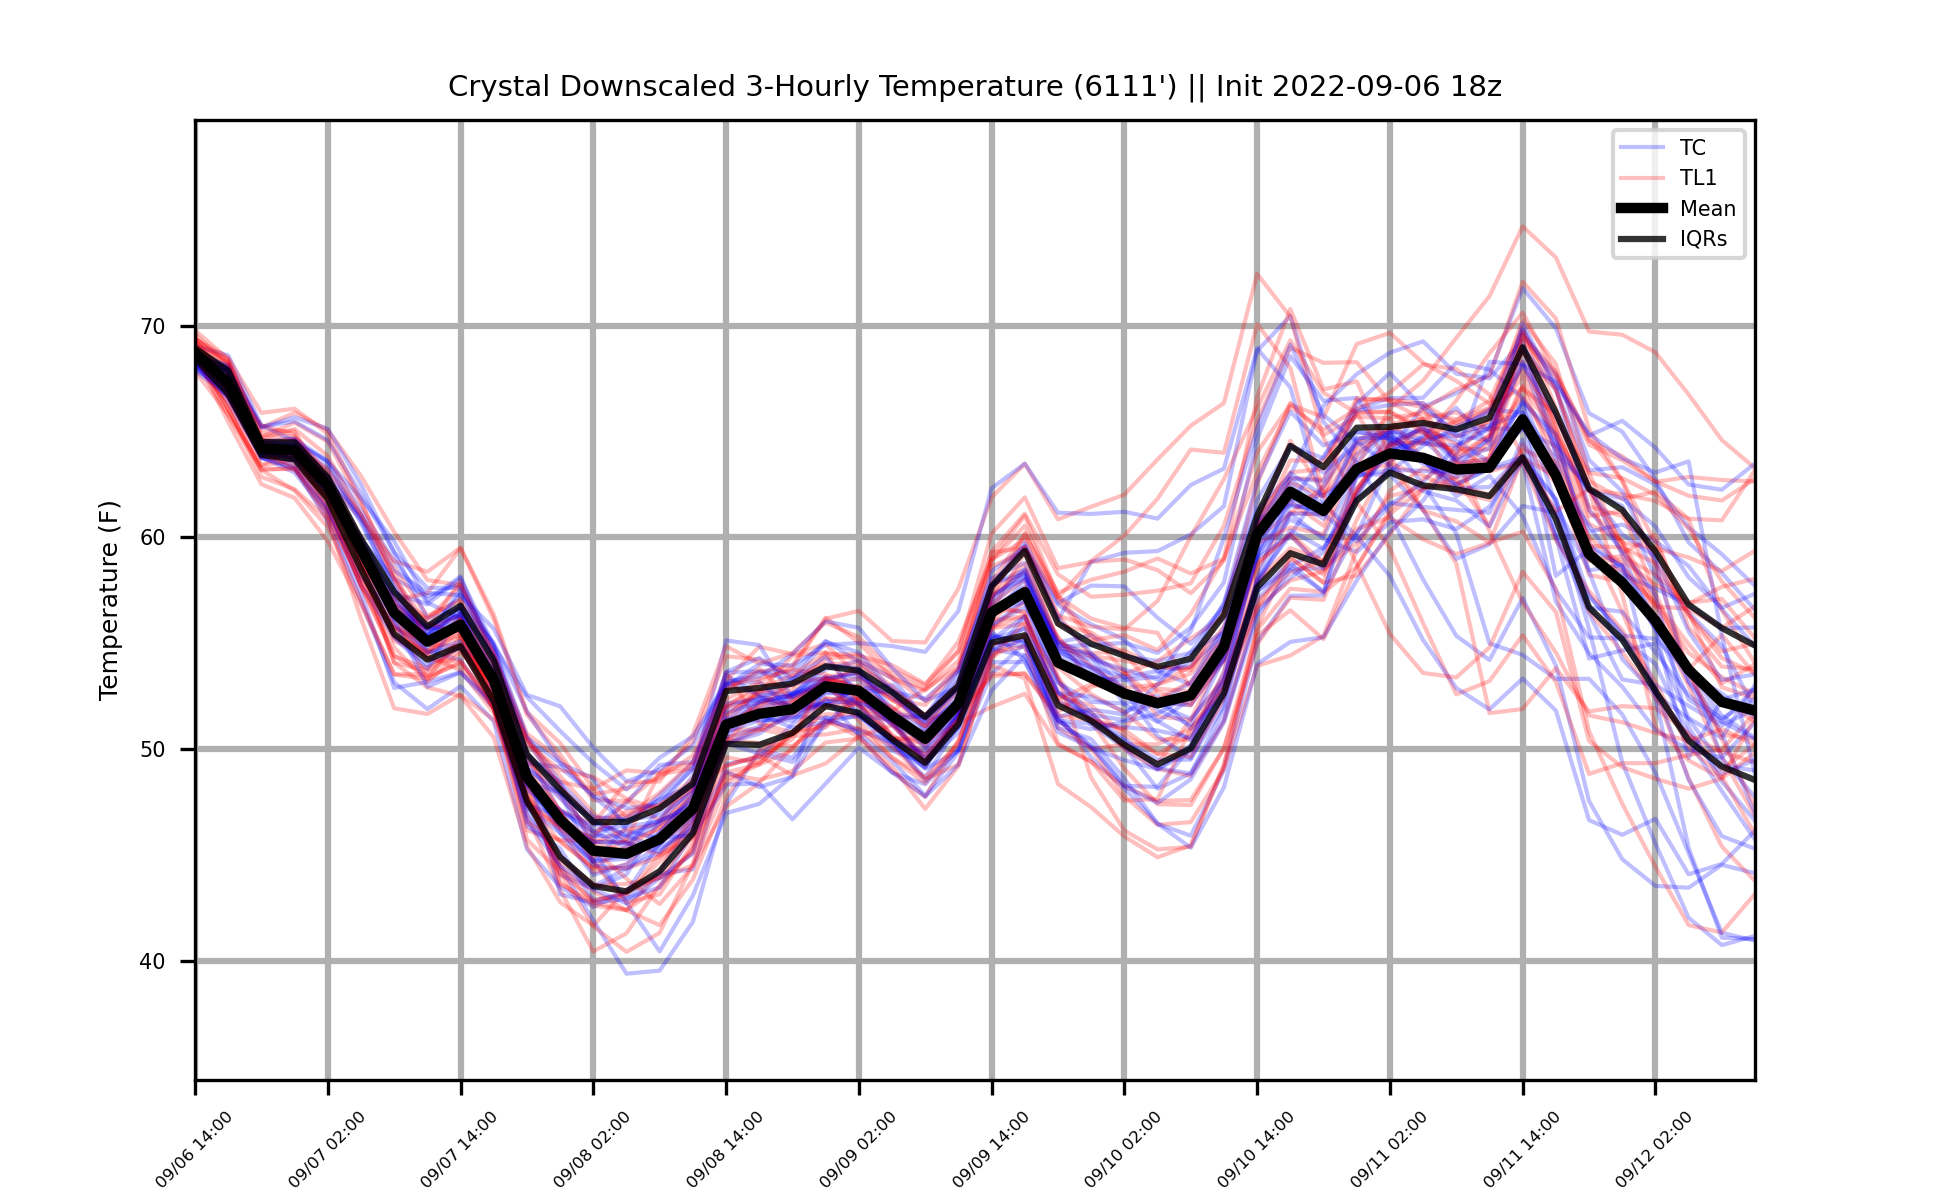 Crystal Downscaled 3-Hourly Temperature (6111') || Init 2022-09-06 18z
TC
TL1
Mean
IQRs
Temperature (F)
70
60
50
40
09/06 14:00
09/07 02:00
09/07 14:00
09/08 02:00
09/08 14:00
09/09 02:00
09/09 14:00
09/10 02:00
09/10 14:00
09/11 02:00
09/11 14:00
09/12 02:00